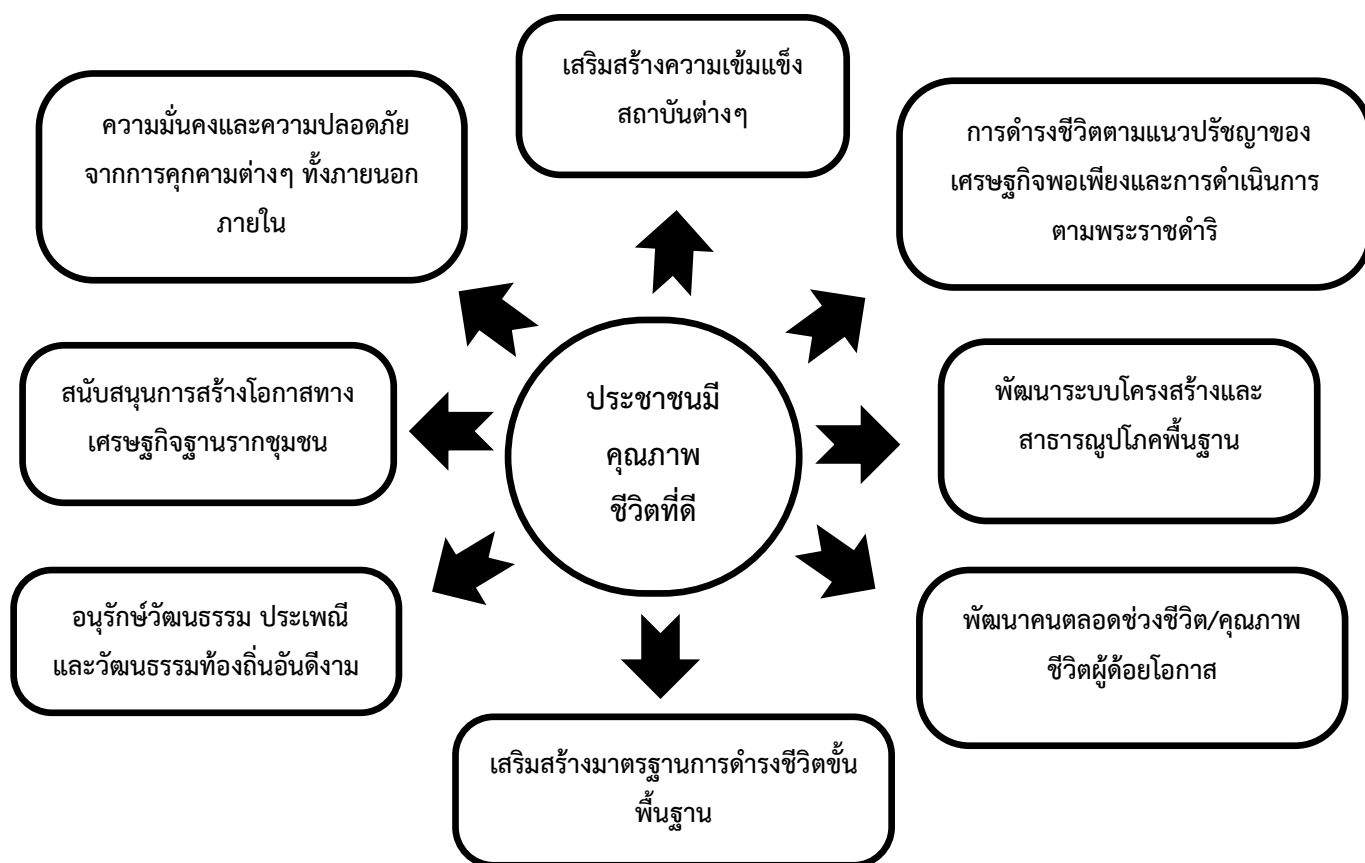 เสริมสร้างความเข้มแข็ง
สถาบันต่างๆ
ความมั่นคงและความปลอดภัย
จากการคุกคามต่างๆ ทั้งภายนอก
ภายใน
การดำรงชีวิตตามแนวปรัชญาของ
เศรษฐกิจพอเพียงและการดำเนินการ
ตามพระราชดำริ
สนับสนุนการสร้างโอกาสทาง
เศรษฐกิจฐานรากชุมชน
ประชาชนมี
คุณภาพ
ชีวิตที่ดี
พัฒนาระบบโครงสร้างและ
สาธารณูปโภคพื้นฐาน
อนุรักษ์วัฒนธรรม ประเพณี
และวัฒนธรรมท้องถิ่นอันดีงาม
พัฒนาคนตลอดช่วงชีวิต/คุณภาพ
ชีวิตผู้ด้อยโอกาส
เสริมสร้างมาตรฐานการดำรงชีวิตขั้น
พื้นฐาน